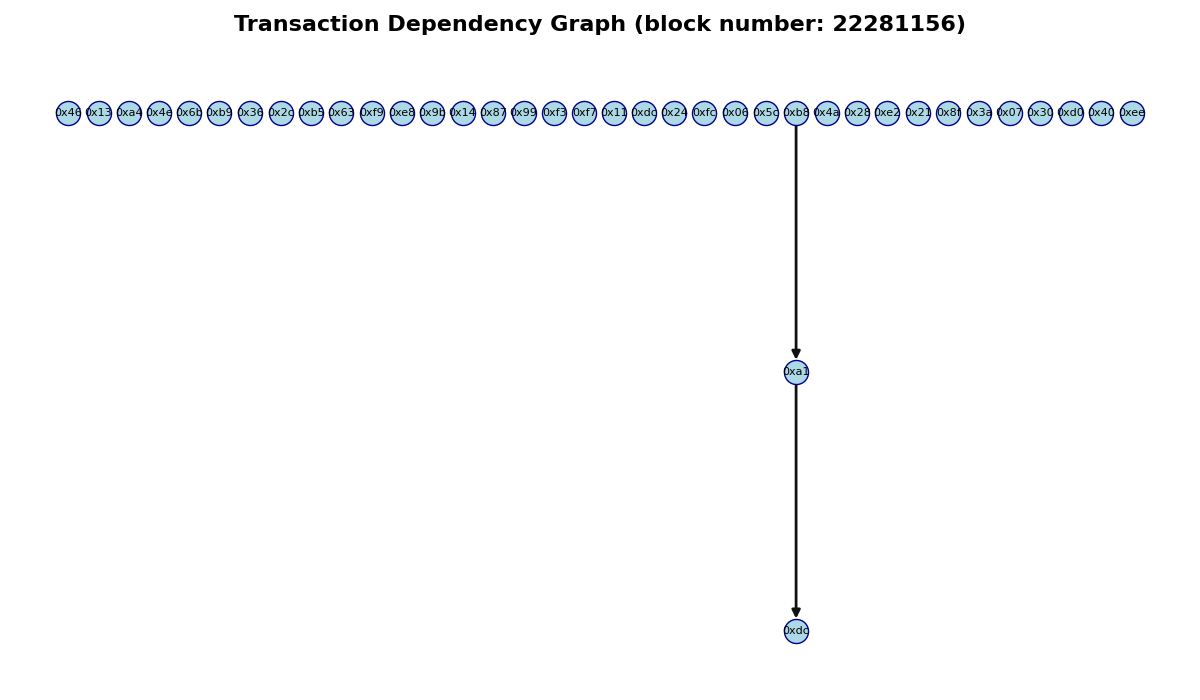 Transaction Dependency Graph (block number: 22281156)
0x46 0x13 0xa4 0x4e 0x6b 0xb9 0x36 0x2c 0xb5 0x63 0xf9 0xe8 0x9b 0x14 0x87 0x99 0xf3 0xf7 0x11 0xdc 0x24 0xfc 0x06 0x5c 0xb8 0x4a 0x28 0xe2 0x21 0x8f 0x3a 0x07 0x30 0xd0 0x40 0xee
0xa1
0xdc